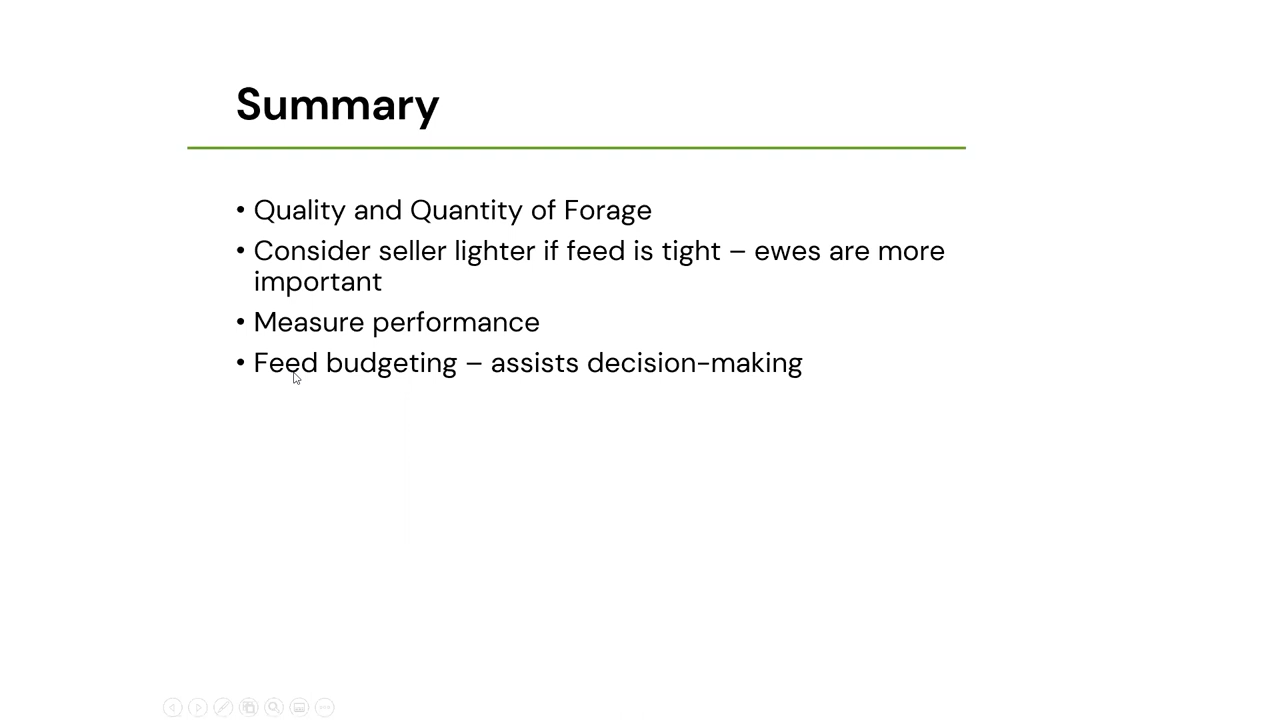 Summary
• Quality and Quantity of Forage
• Consider seller lighter if feed is tight – ewes are more
important
• Measure performance
• Feed budgeting – assists decision-making